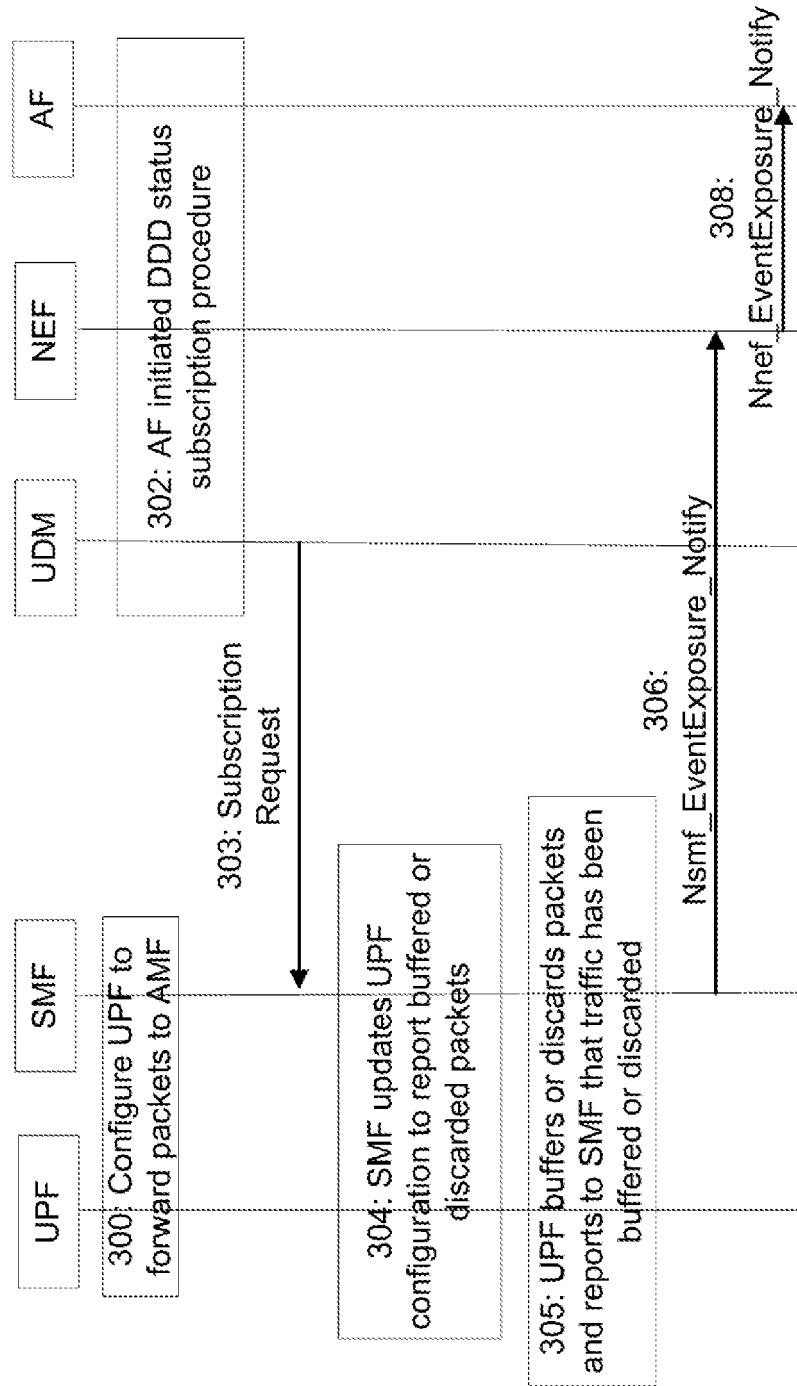 UPF
SMF
UDM
NEF
AF
300: Configure UPF to
forward packets to AMF
302: AF initiated DDD status
subscription procedure
303: Subscription
Request
304: SMF updates UPF
configuration to report buffered or
discarded packets
305: UPF buffers or discards packets
and reports to SMF that traffic has been
buffered or discarded
306:
Nsmf_EventExposure_Notify
308:
Nnef_EventExposure_Notify